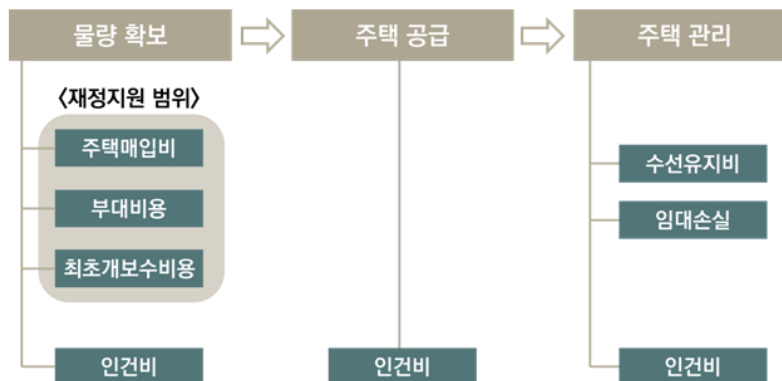 물량 확보
주택 공급
주택 관리
〈재정지원 범위〉
주택매입비
부대비용
최초개보수비용
인건비
인건비
수선유지비
임대손실
인건비